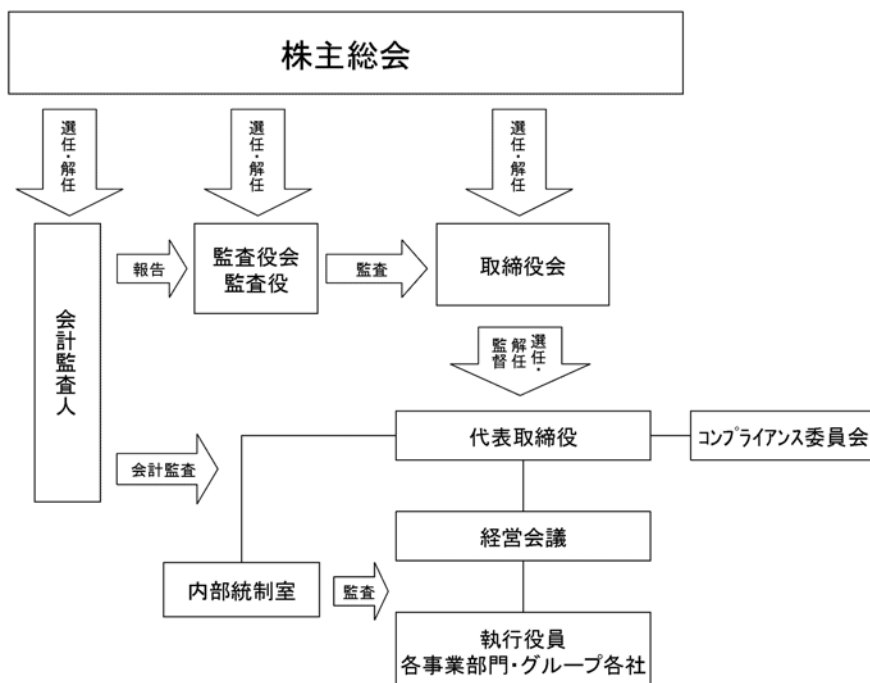 株主総会
選任・解任
選任・解任
選任・解任
会計監査人
報告
監査役会
監査役
監査
取締役会
選任・
解任
監督
代表取締役
コンプライアンス委員会
会計監査
経営会議
内部統制室
監査
執行役員
各事業部門・グループ各社